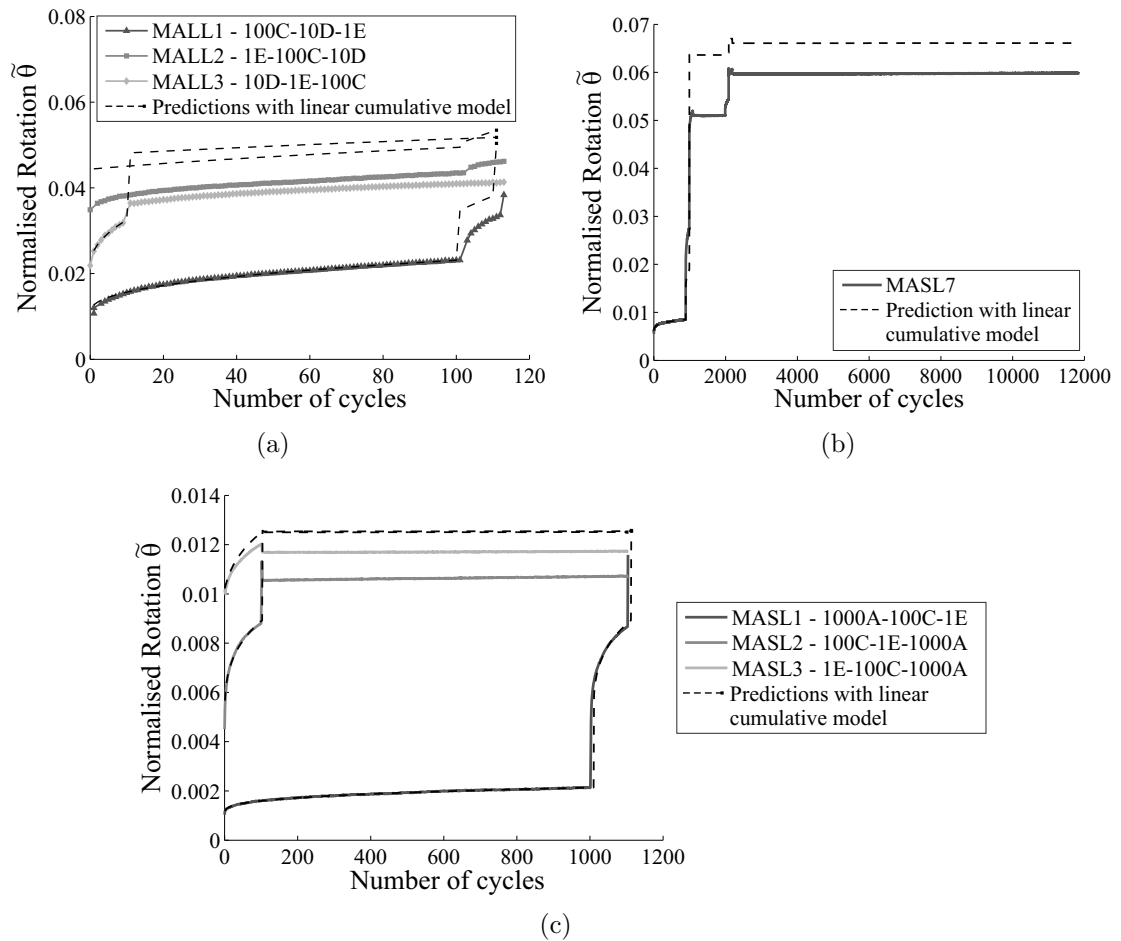 0.08
0.06
0.04
0.02
0
Normalised Rotation θ̃
MALL1 - 100C-10D-1E
MALL2 - 1E-100C-10D
MALL3 - 10D-1E-100C
Predictions with linear cumulative model
0 20 40 60 80 100 120
Number of cycles
(a)
0.07
0.06
0.05
0.04
0.03
0.02
0.01
0
Normalised Rotation θ̃
MASL7
Prediction with linear
cumulative model
0 2000 4000 6000 8000 10000 12000
Number of cycles
(b)
0.014
0.012
0.01
0.008
0.006
0.004
0.002
0
Normalised Rotation θ̃
0 200 400 600 800 1000 1200
Number of cycles
MASL1 - 1000A-100C-1E
MASL2 - 100C-1E-1000A
MASL3 - 1E-100C-1000A
Predictions with linear
cumulative model
(c)